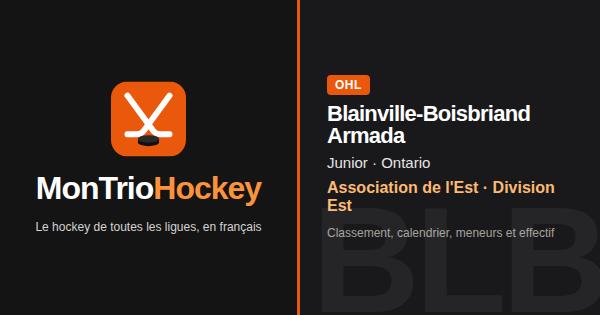 MonTrioHockey
Le hockey de toutes les ligues, en français
OHL
Blainville-Boisbriand
Armada
Junior · Ontario
Association de l'Est · Division
Est
Classement, calendrier, meneurs et effectif
BLB